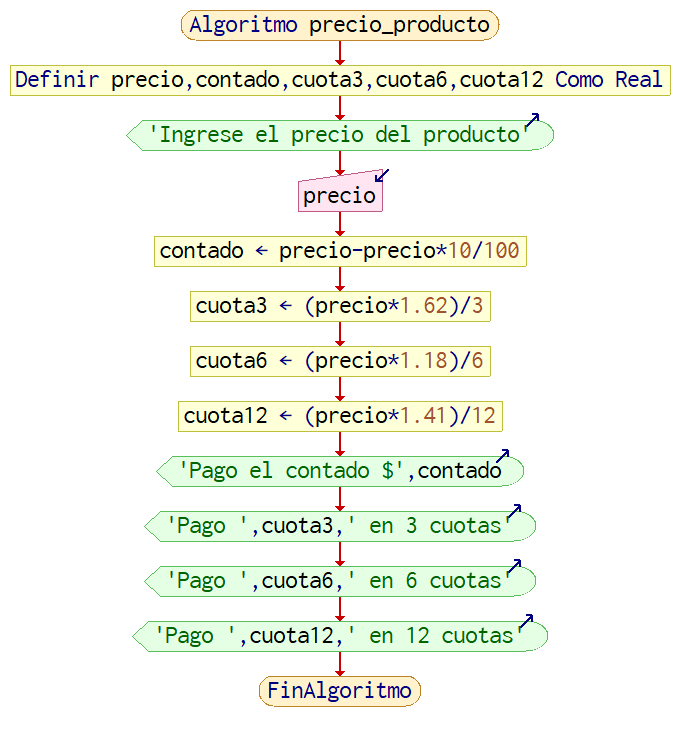 Algoritmo precio_producto
Definir precio,contado,cuota3,cuota6,cuota12 Como Real
'Ingrese el precio del producto'
precio
contado ← precio-precio*10/100
cuota3 ← (precio*1.62)/3
cuota6 ← (precio*1.18)/6
cuota12 ← (precio*1.41)/12
'Pago el contado $',contado
'Pago ',cuota3,' en 3 cuotas'
'Pago ',cuota6,' en 6 cuotas'
'Pago ',cuota12,' en 12 cuotas'
FinAlgoritmo